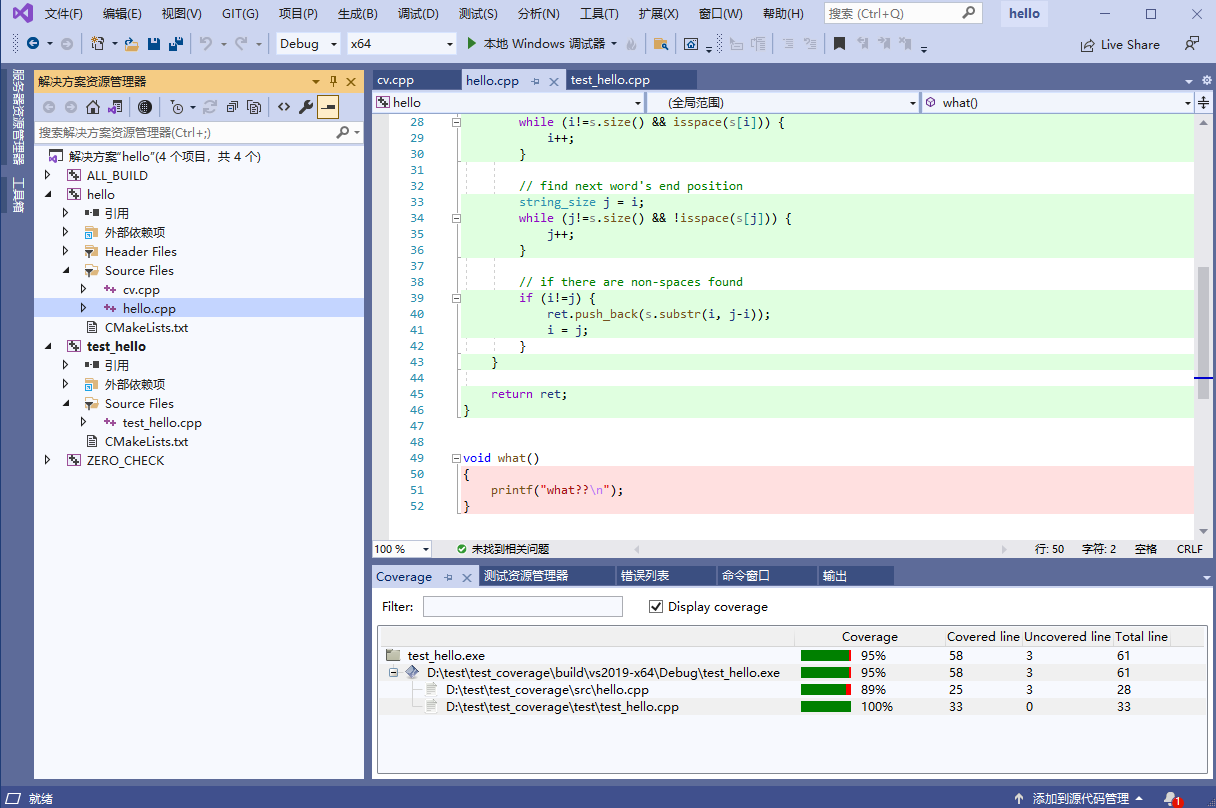 文件(F) 编辑(E) 视图(V) GIT(G) 项目(P) 生成(B) 调试(D) 测试(S) 分析(N) 工具(T) 扩展(X) 窗口(W) 帮助(H) 搜索 (Ctrl+Q) hello
Debug x64 本地 Windows 调试器 Live Share
服务器资源管理器
工具箱
解决方案资源管理器
搜索解决方案资源管理器(Ctrl+;)
解决方案"hello"(4 个项目，共 4 个)
ALL_BUILD
hello
引用
外部依赖项
Header Files
Source Files
cv.cpp
hello.cpp
CMakeLists.txt
test_hello
引用
外部依赖项
Source Files
test_hello.cpp
CMakeLists.txt
ZERO_CHECK
cv.cpp hello.cpp test_hello.cpp
hello (全局范围) what()
28 while (i!=s.size() && isspace(s[i])) {
29 i++;
30 }
31
32 // find next word's end position
33 string_size j = i;
34 while (j!=s.size() && !isspace(s[j])) {
35 j++;
36 }
37
38 // if there are non-spaces found
39 if (i!=j) {
40 ret.push_back(s.substr(i, j-i));
41 i = j;
42 }
43 }
44
45 return ret;
46 }
47
48
49 void what()
50 {
51 printf("what??\n");
52 }
100 % 未找到相关问题 行: 50 字符: 2 空格 CRLF
Coverage 测试资源管理器 错误列表 命令窗口 输出
Filter: Display coverage
Coverage Covered line Uncovered line Total line
test_hello.exe 95% 58 3 61
D:\test\test_coverage\build\vs2019-x64\Debug\test_hello.exe 95% 58 3 61
D:\test\test_coverage\src\hello.cpp 89% 25 3 28
D:\test\test_coverage\test\test_hello.cpp 100% 33 0 33
就绪 添加到源代码管理 1